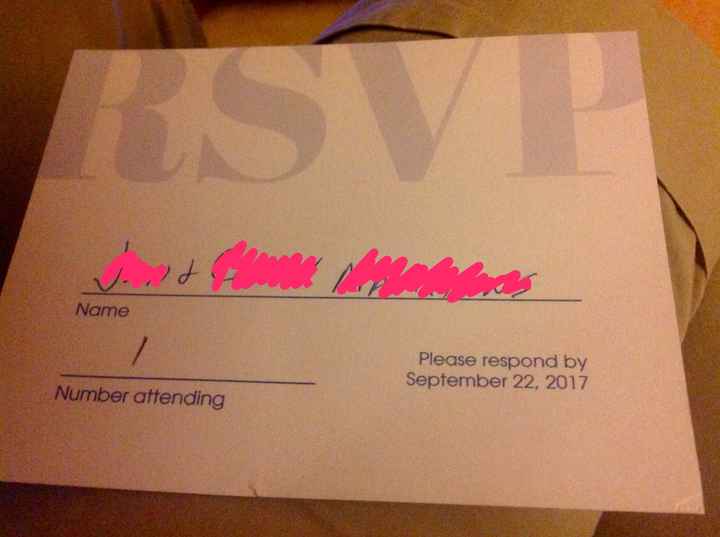 RSVP
&
Name
1
Number attending
Please respond by
September 22, 2017